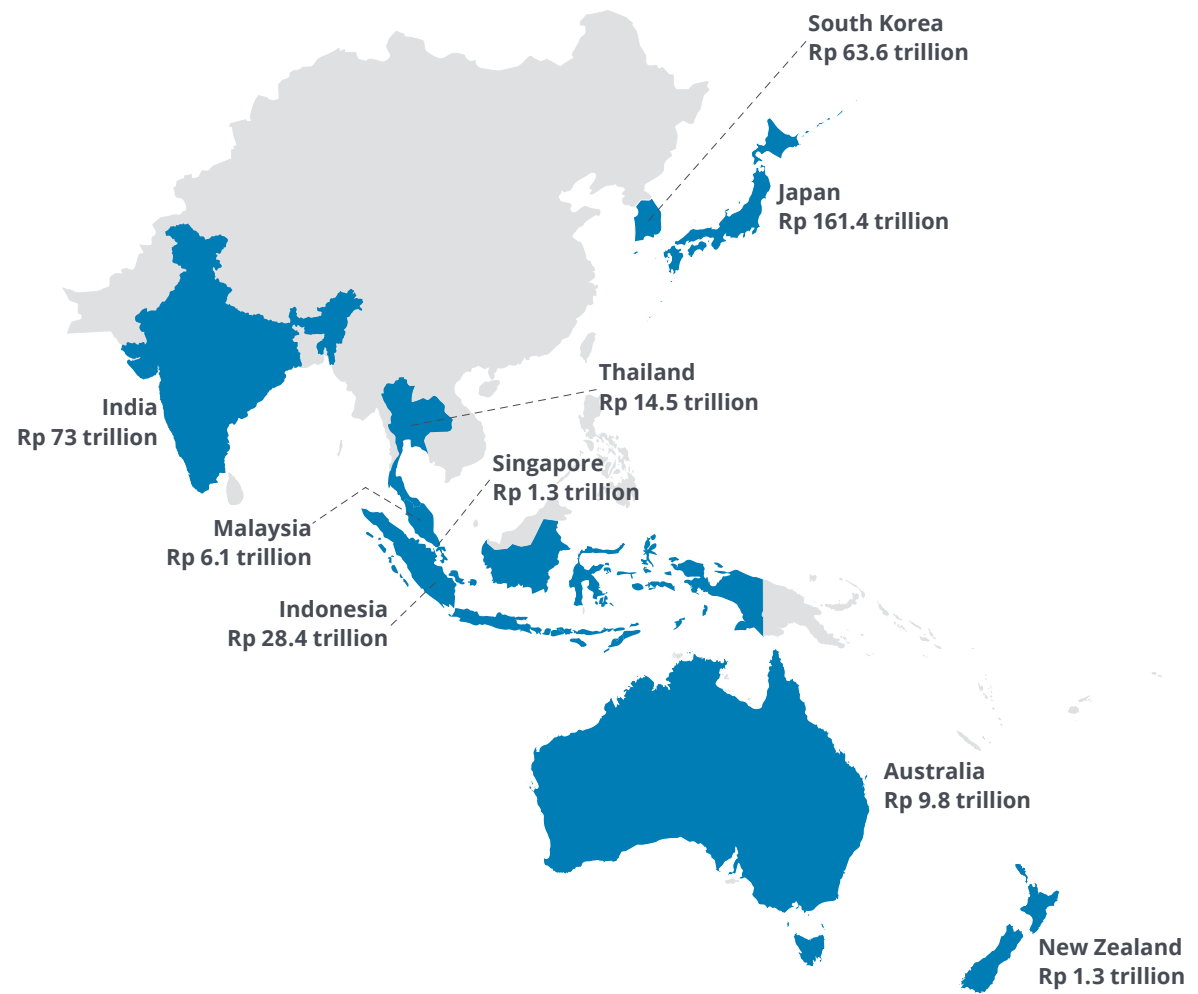 South Korea
Rp 63.6 trillion
Japan
Rp 161.4 trillion
Thailand
Rp 14.5 trillion
India
Rp 73 trillion
Singapore
Rp 1.3 trillion
Malaysia
Rp 6.1 trillion
Indonesia
Rp 28.4 trillion
Australia
Rp 9.8 trillion
New Zealand
Rp 1.3 trillion